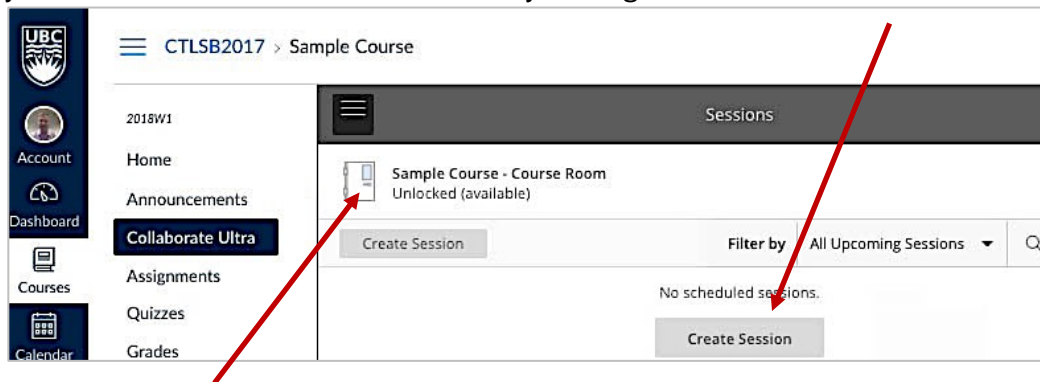 UBC
CTLSB2017 > Sample Course
Account
Dashboard
Courses
Calendar
2018W1
Home
Announcements
Collaborate Ultra
Assignments
Quizzes
Grades
Sessions
Sample Course - Course Room
Unlocked (available)
Create Session
Filter by All Upcoming Sessions
No scheduled sessions.
Create Session